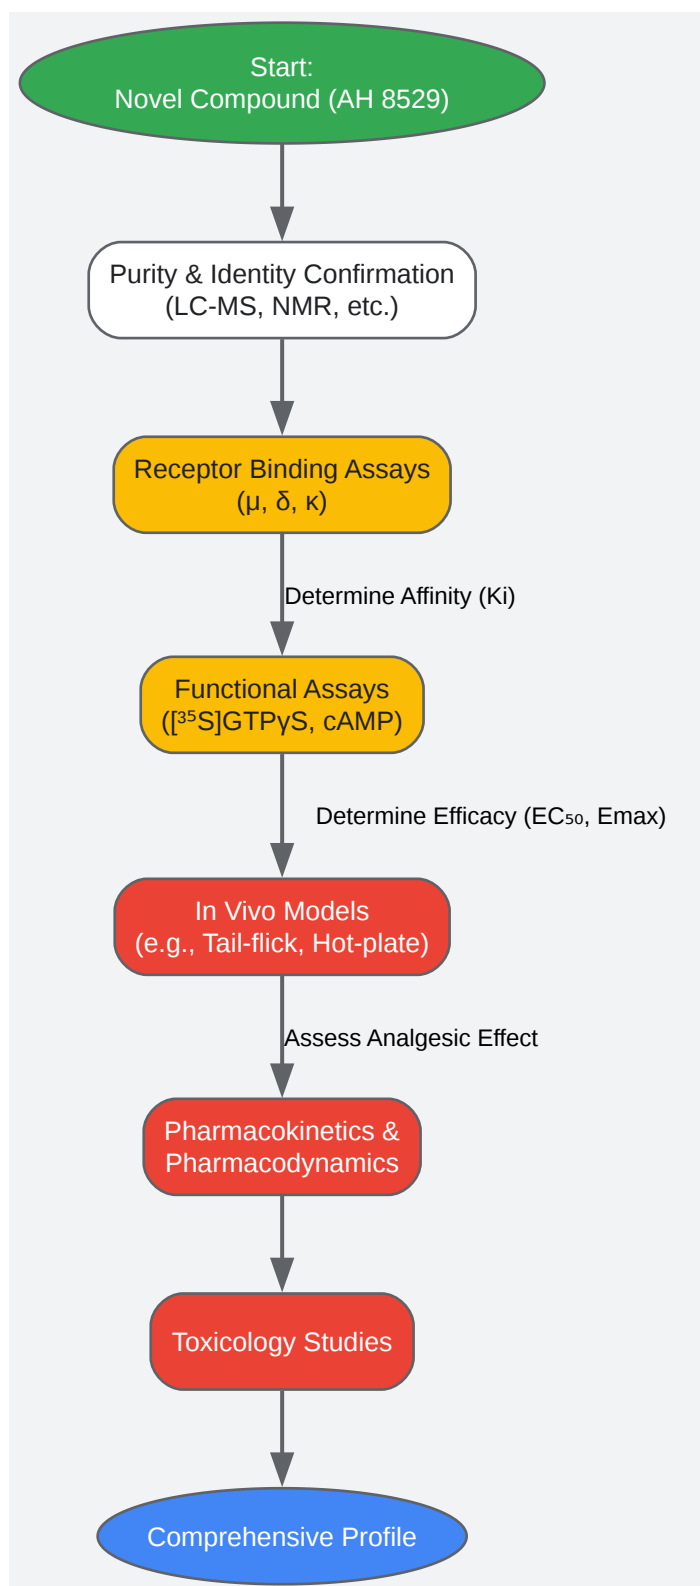 Start:
Novel Compound (AH 8529)
Purity & Identity Confirmation
(LC-MS, NMR, etc.)
Receptor Binding Assays
(μ, δ, κ)
Determine Affinity (Ki)
Functional Assays
([³⁵S]GTPγS, cAMP)
Determine Efficacy (EC₅₀, Emax)
In Vivo Models
(e.g., Tail-flick, Hot-plate)
Assess Analgesic Effect
Pharmacokinetics &
Pharmacodynamics
Toxicology Studies
Comprehensive Profile